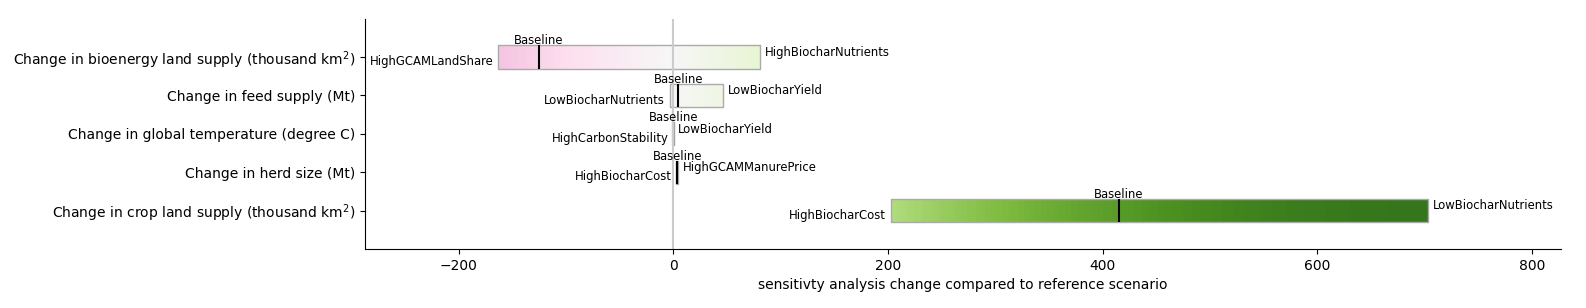 Baseline
Change in bioenergy land supply (thousand km²)
HighGCAMLandShare
HighBiocharNutrients
Baseline
Change in feed supply (Mt)
LowBiocharNutrients
LowBiocharYield
Baseline
Change in global temperature (degree C)
HighCarbonStability
LowBiocharYield
Baseline
Change in herd size (Mt)
HighBiocharCost
HighGCAMManurePrice
Baseline
Change in crop land supply (thousand km²)
HighBiocharCost
LowBiocharNutrients
−200 0 200 400 600 800
sensitivty analysis change compared to reference scenario